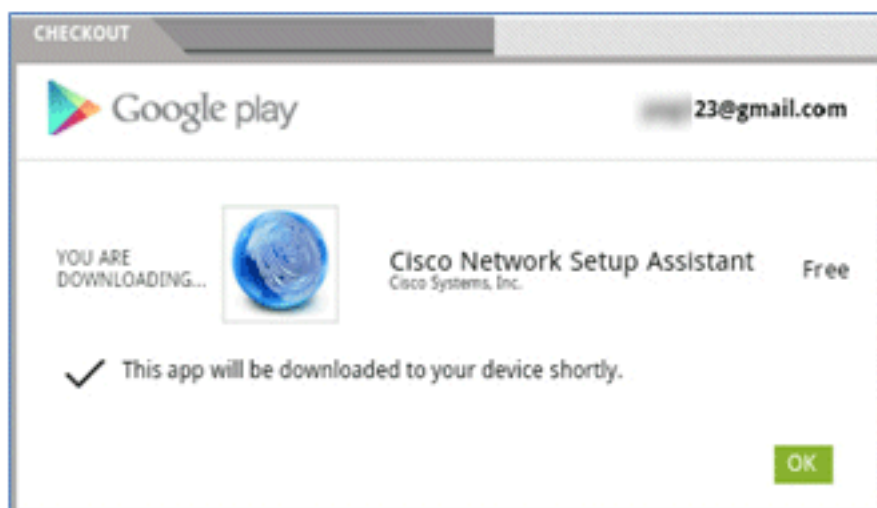 CHECKOUT
Google play
23@gmail.com
YOU ARE
DOWNLOADING...
Cisco Network Setup Assistant
Cisco Systems, Inc.
Free
This app will be downloaded to your device shortly.
OK